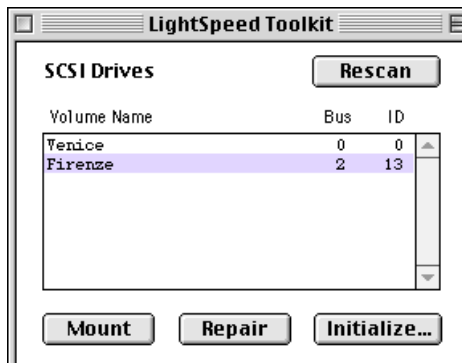 LightSpeed Toolkit
SCSI Drives Rescan
Volume Name Bus ID
Venice 0 0
Firenze 2 13
Mount Repair Initialize...